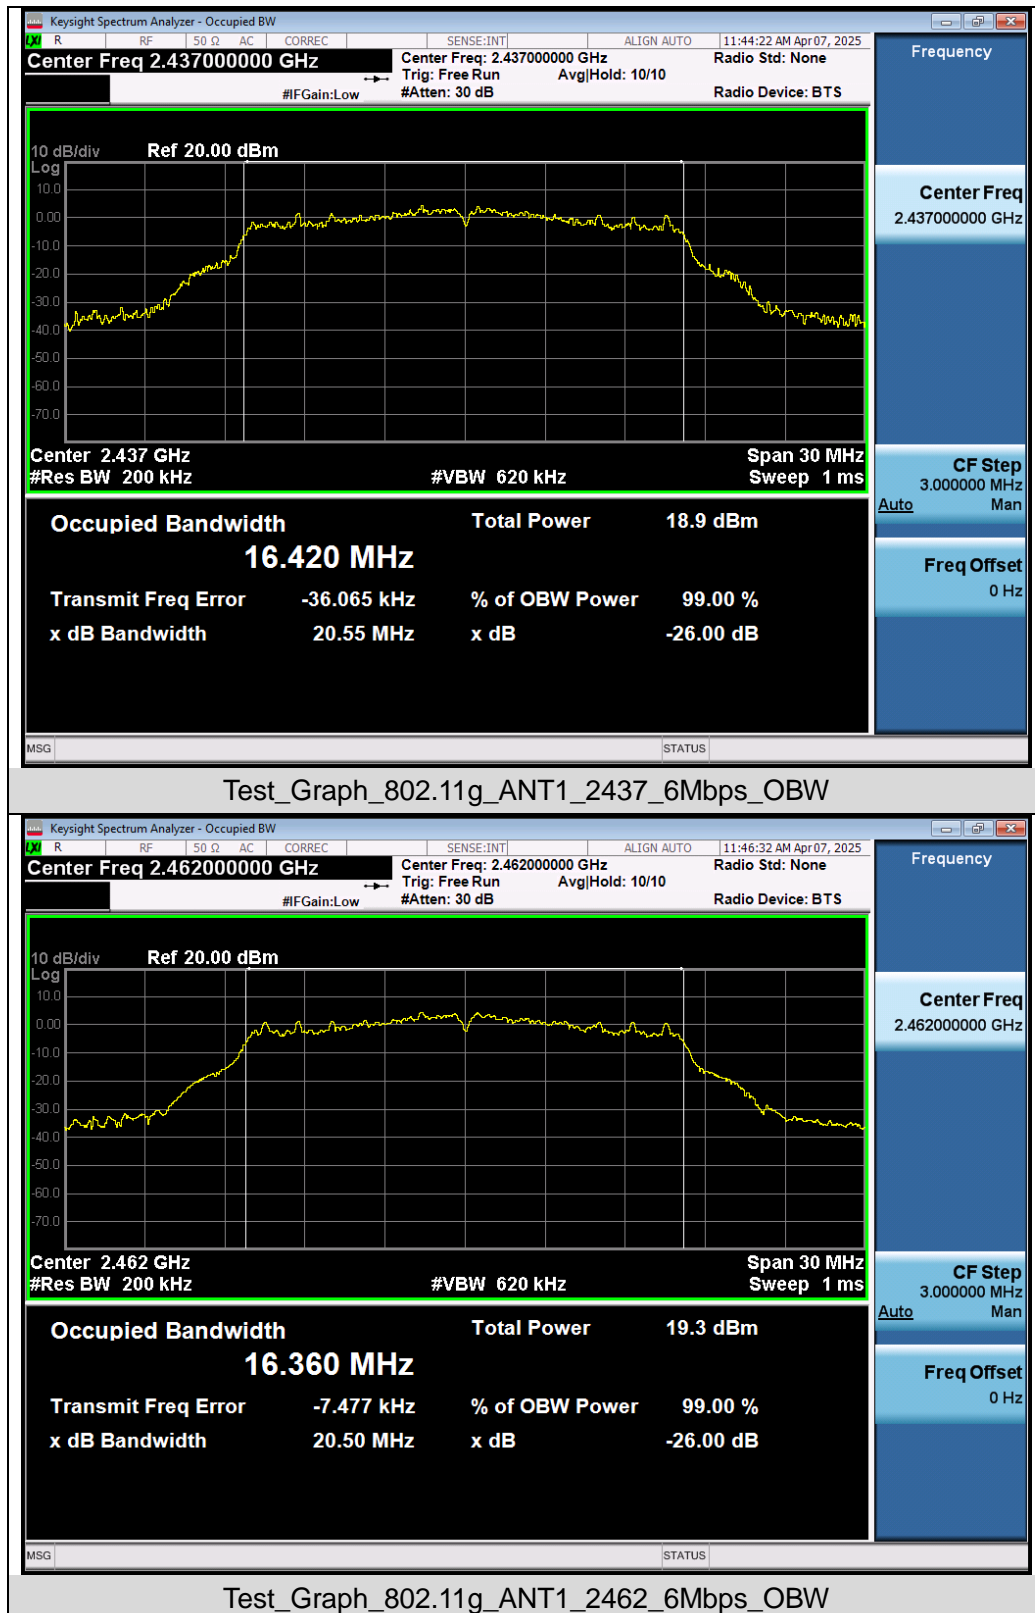 Keysight Spectrum Analyzer - Occupied BW
LXI R RF 50 Ω AC CORREC SENSE:INT ALIGN AUTO 11:44:22 AM Apr 07, 2025
Center Freq 2.437000000 GHz
Center Freq: 2.437000000 GHz
Radio Std: None
Trig: Free Run Avg|Hold: 10/10
#IFGain:Low
#Atten: 30 dB
Radio Device: BTS
10 dB/div Ref 20.00 dBm
Log
10.0
0.00
-10.0
-20.0
-30.0
-40.0
-50.0
-60.0
-70.0
Center 2.437 GHz Span 30 MHz
#Res BW 200 kHz #VBW 620 kHz Sweep 1 ms
Occupied Bandwidth Total Power 18.9 dBm
16.420 MHz
Transmit Freq Error -36.065 kHz % of OBW Power 99.00 %
x dB Bandwidth 20.55 MHz x dB -26.00 dB
MSG STATUS
Frequency
Center Freq
2.437000000 GHz
CF Step
3.000000 MHz
Auto Man
Freq Offset
0 Hz
Test_Graph_802.11g_ANT1_2437_6Mbps_OBW
Keysight Spectrum Analyzer - Occupied BW
LXI R RF 50 Ω AC CORREC SENSE:INT ALIGN AUTO 11:46:32 AM Apr 07, 2025
Center Freq 2.462000000 GHz
Center Freq: 2.462000000 GHz
Radio Std: None
Trig: Free Run Avg|Hold: 10/10
#IFGain:Low
#Atten: 30 dB
Radio Device: BTS
10 dB/div Ref 20.00 dBm
Log
10.0
0.00
-10.0
-20.0
-30.0
-40.0
-50.0
-60.0
-70.0
Center 2.462 GHz Span 30 MHz
#Res BW 200 kHz #VBW 620 kHz Sweep 1 ms
Occupied Bandwidth Total Power 19.3 dBm
16.360 MHz
Transmit Freq Error -7.477 kHz % of OBW Power 99.00 %
x dB Bandwidth 20.50 MHz x dB -26.00 dB
MSG STATUS
Frequency
Center Freq
2.462000000 GHz
CF Step
3.000000 MHz
Auto Man
Freq Offset
0 Hz
Test_Graph_802.11g_ANT1_2462_6Mbps_OBW